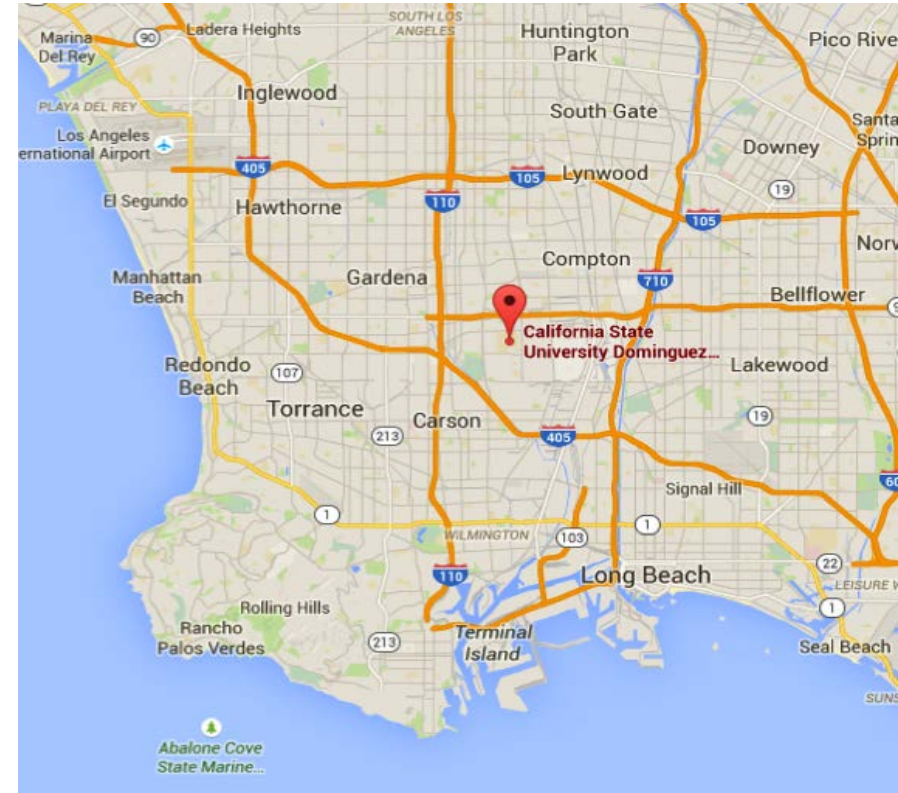 SOUTH LOS
ANGELES
Ladera Heights
Marina
Del Rey
90
Huntington
Park
Pico Rive
PLAYA DEL REY
Inglewood
South Gate
Los Angeles
ernational Airport
Santa
Sprin
Downey
405
105
Lynwood
19
El Segundo
Hawthorne
110
105
Norv
Compton
Manhattan
Beach
Gardena
710
Bellflower
9
California State
University Dominguez...
Redondo
Beach
107
Lakewood
Torrance
Carson
213
19
405
Signal Hill
60
1
WILMINGTON
103
1
22
110
Long Beach
LEISURE W
Rolling Hills
1
Rancho
Palos Verdes
213
Terminal
Island
Seal Beach
SUNS
Abalone Cove
State Marine...